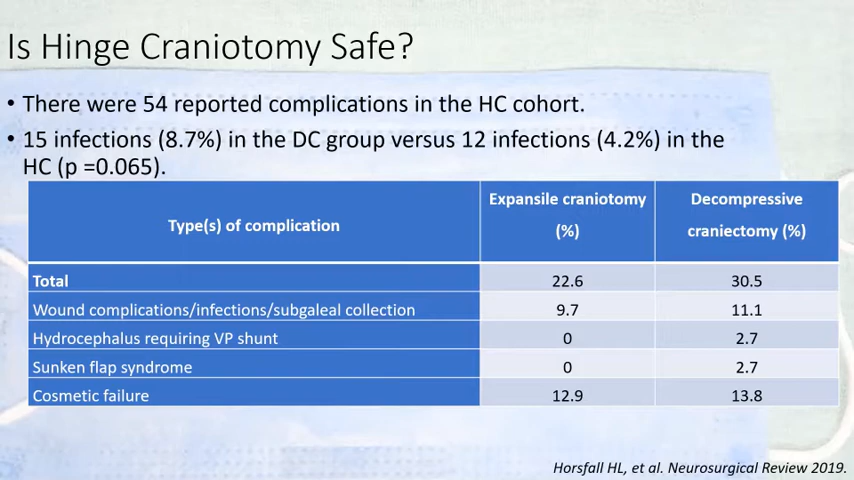 Is Hinge Craniotomy Safe?
• There were 54 reported complications in the HC cohort.
• 15 infections (8.7%) in the DC group versus 12 infections (4.2%) in the
HC (p =0.065).
Type(s) of complication
Expansile craniotomy
(%)
Decompressive
craniectomy (%)
Total 22.6 30.5
Wound complications/infections/subgaleal collection 9.7 11.1
Hydrocephalus requiring VP shunt 0 2.7
Sunken flap syndrome 0 2.7
Cosmetic failure 12.9 13.8
Horsfall HL, et al. Neurosurgical Review 2019.